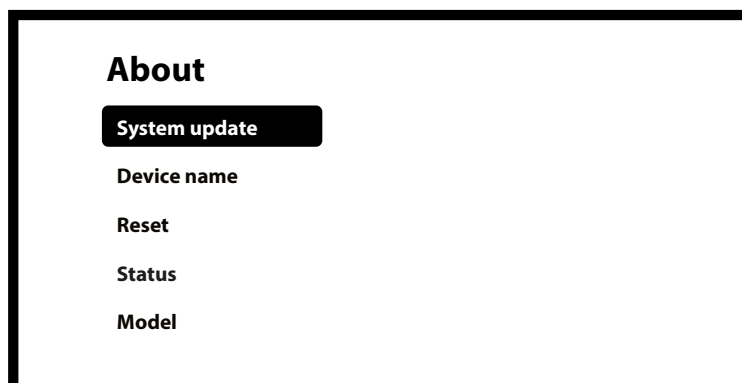 About
System update
Device name
Reset
Status
Model